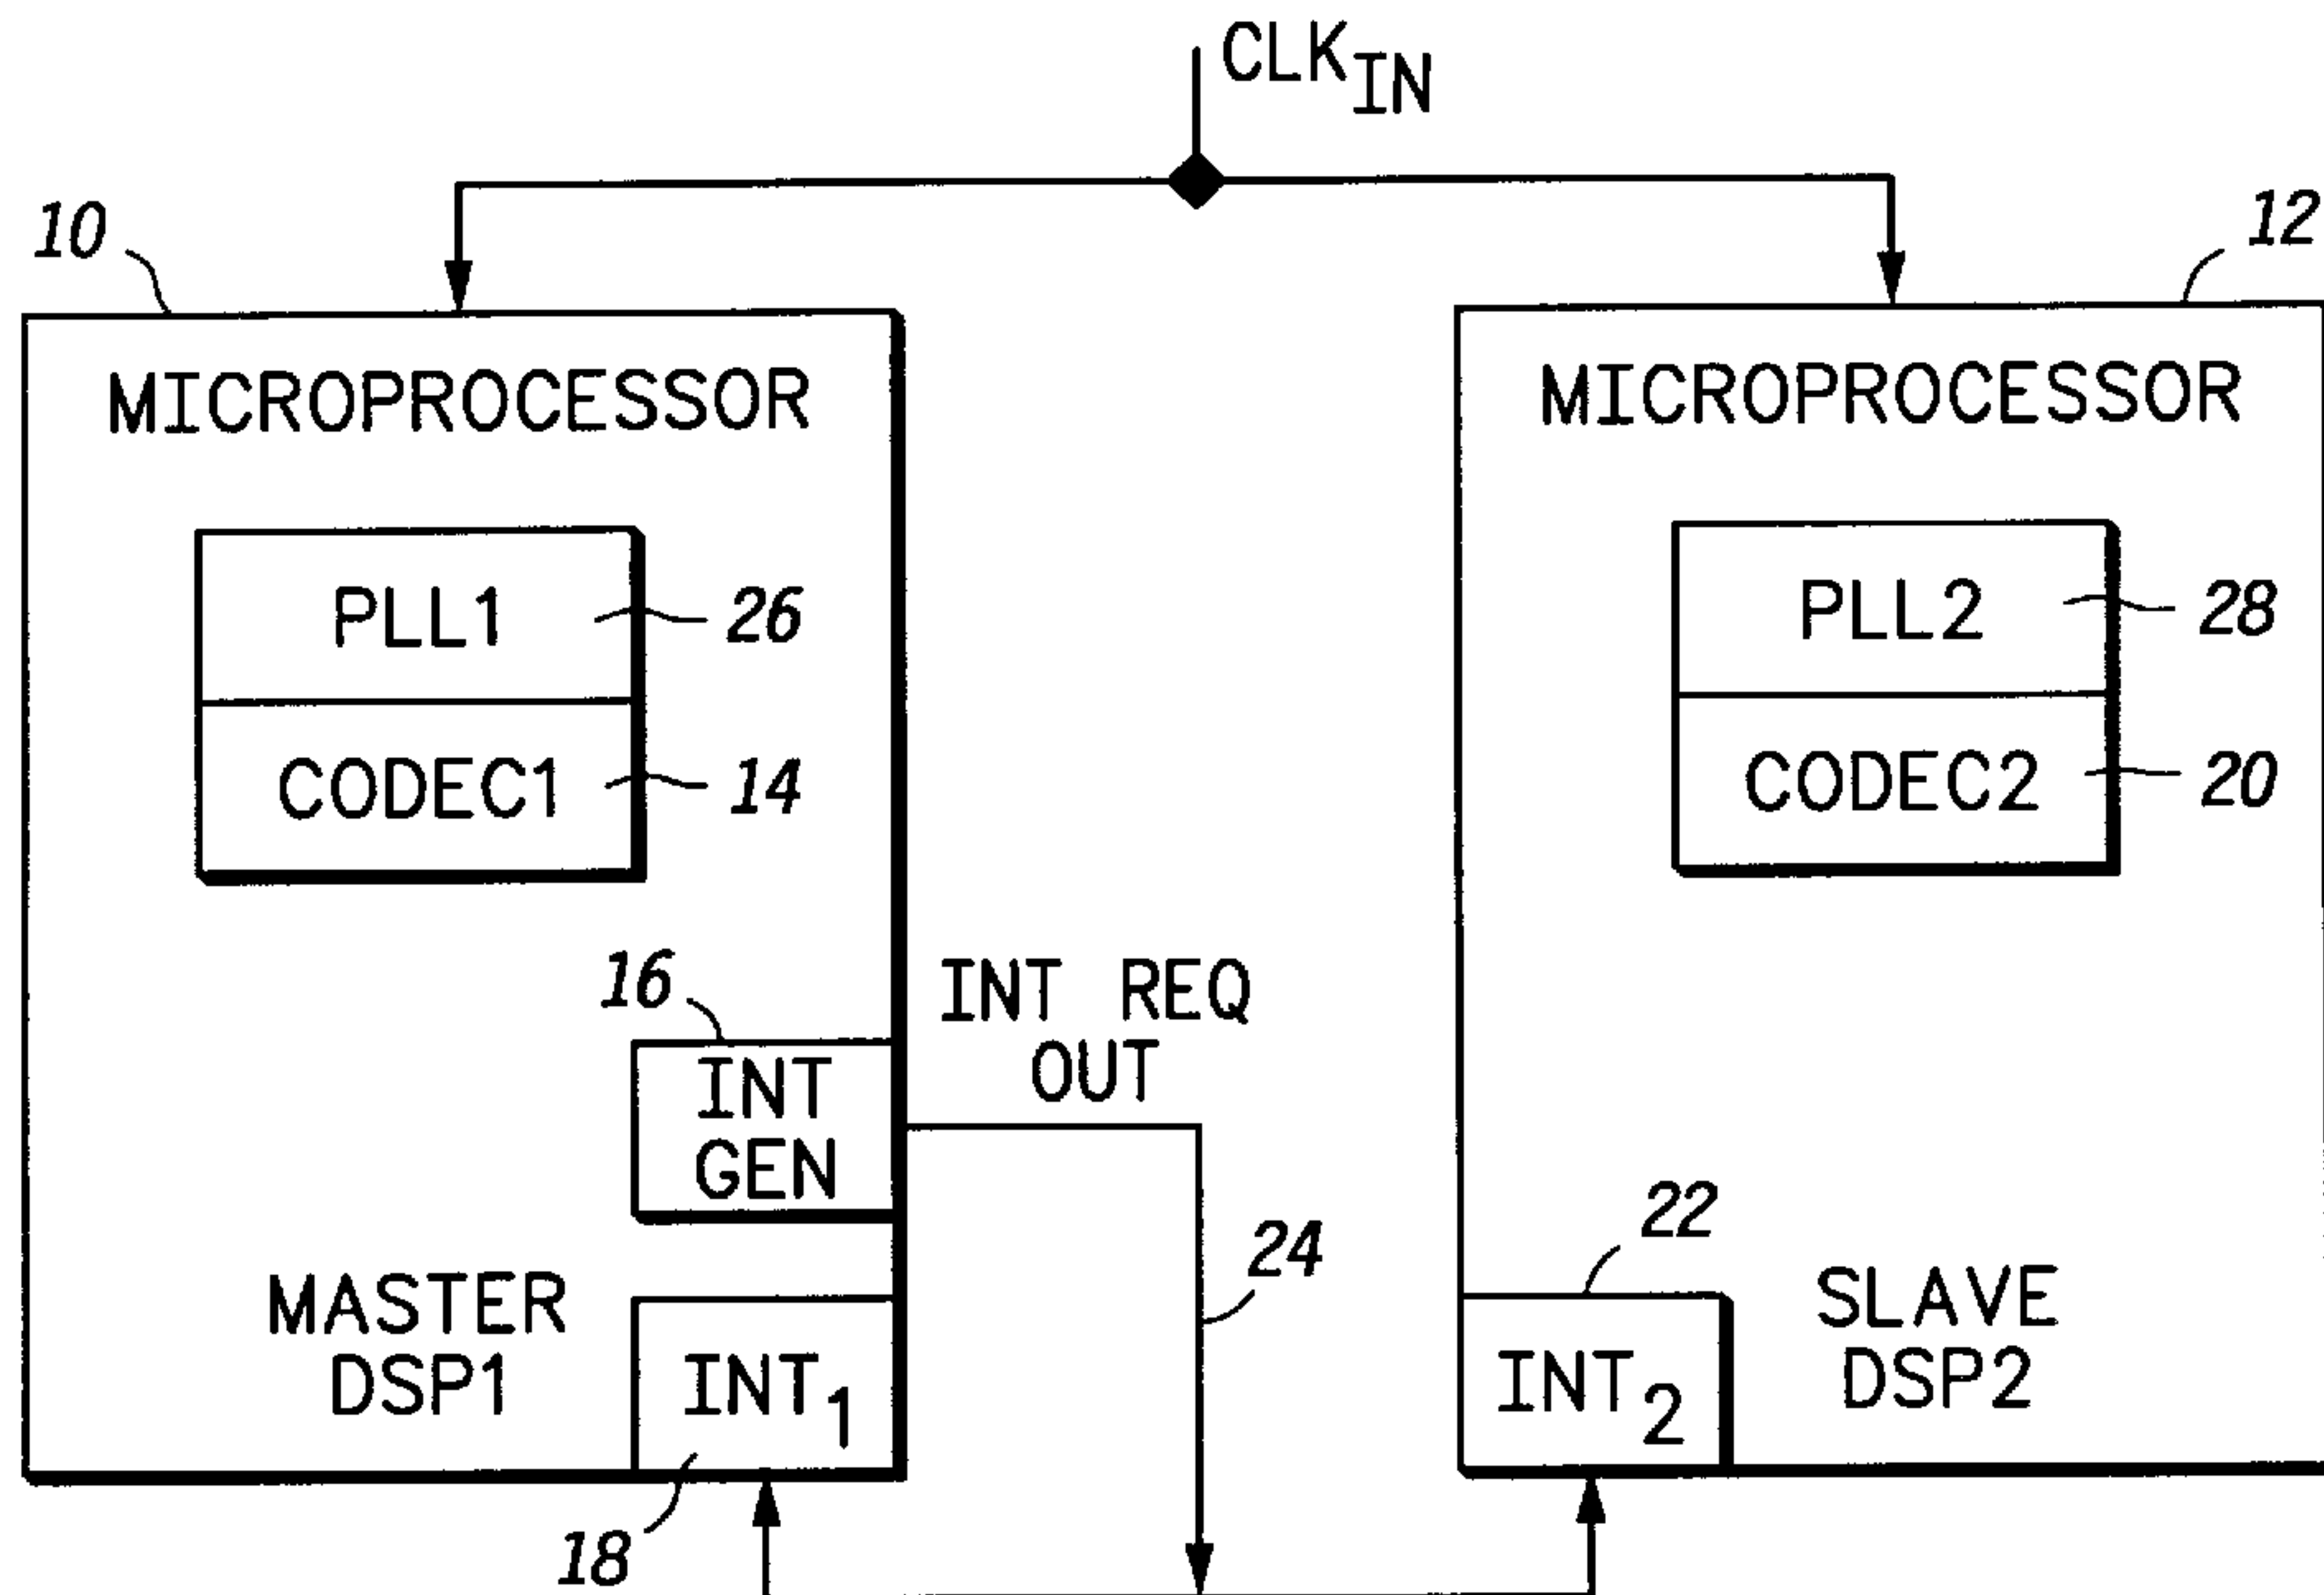 CLKIN
10
12
MICROPROCESSOR
MICROPROCESSOR
PLL1
26
PLL2
28
CODEC1
14
CODEC2
20
16
INT REQ
OUT
INT
GEN
22
24
MASTER
DSP1
INT1
INT2
SLAVE
DSP2
18